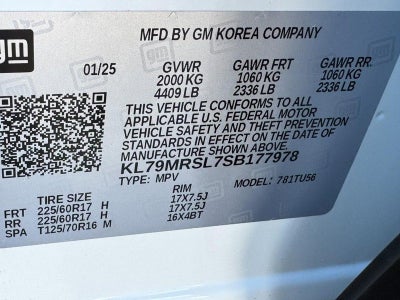 gm
MFD BY GM KOREA COMPANY
01/25 GVWR GAWR FRT GAWR RR.
2000 KG 1060 KG 1060 KG
4409 LB 2336 LB 2336 LB
THIS VEHICLE CONFORMS TO ALL
APPLICABLE U.S. FEDERAL MOTOR
VEHICLE SAFETY AND THEFT PREVENTION
STANDARDS IN EFFECT ON THE DATE OF
MANUFACTURE SHOWN ABOVE.
KL79MRSL7SB177978
TYPE: MPV MODEL: 781TU56
TIRE SIZE RIM
FRT 225/60R17 H 17X7.5J
RR 225/60R17 H 17X7.5J
SPA T125/70R16 M 16X4BT